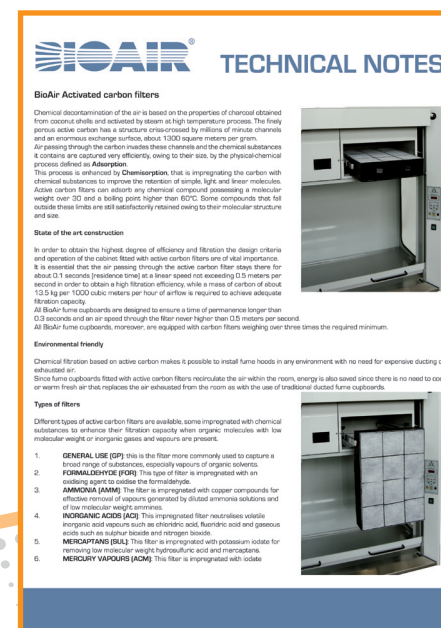 BIOAIR®
TECHNICAL NOTES
BioAir Activated carbon filters
Chemical decontamination of the air is based on the properties of charcoal obtained
from coconut shells and activated by steam at high temperature process. The finely
porous active carbon has a structure criss-crossed by millions of minute channels
and an enormous exchange surface, about 1300 square meters per gram.
Air passing through the carbon invades these channels and the chemical substances
it contains are captured very efficiently, owing to their size, by the physical-chemical
process defined as Adsorption.
This process is enhanced by Chemisorption, that is impregnating the carbon with
chemical substances to improve the retention of simple, light and linear molecules.
Active carbon filters can adsorb any chemical compound possessing a molecular
weight over 30 and a boiling point higher than 60°C. Some compounds that fall
outside these limits are still satisfactorily retained owing to their molecular structure
and size.
State of the art construction
In order to obtain the highest degree of efficiency and filtration the design criteria
and operation of the cabinet fitted with active carbon filters are of vital importance.
It is essential that the air passing through the active carbon filter stays there for
about 0.1 seconds (residence time) at a linear speed not exceeding 0.5 meters per
second in order to obtain a high filtration efficiency, while a mass of carbon of about
13.5 kg per 1000 cubic meters per hour of airflow is required to achieve adequate
filtration capacity.
All BioAir fume cupboards are designed to ensure a time of permanence longer than
0.3 seconds and an air speed through the filter never higher than 0.5 meters per second.
All BioAir fume cupboards, moreover, are equipped with carbon filters weighing over three times the required minimum.
Environmental friendly
Chemical filtration based on active carbon makes it possible to install fume hoods in any environment with no need for expensive ducting o
exhausted air.
Since fume cupboards fitted with active carbon filters recirculate the air within the room, energy is also saved since there is no need to co
or warm fresh air that replaces the air exhausted from the room as with the use of traditional ducted fume cupboards.
Types of filters
Different types of active carbon filters are available, some impregnated with chemical
substances to enhance their filtration capacity when organic molecules with low
molecular weight or inorganic gases and vapours are present.
1. GENERAL USE (GP): this is the filter more commonly used to capture a
broad range of substances, especially vapours of organic solvents.
2. FORMALDEHYDE (FOR): This type of filter is impregnated with an
oxidising agent to oxidise the formaldehyde.
3. AMMONIA (AMM): The filter is impregnated with copper compounds for
effective removal of vapours generated by diluted ammonia solutions and
of low molecular weight ammines.
4. INORGANIC ACIDS (ACI): This impregnated filter neutralises volatile
inorganic acid vapours such as chloridric acid, fluoridric acid and gaseous
acids such as sulphur bioxide and nitrogen bioxide.
5. MERCAPTANS (SUL): This filter is impregnated with potassium iodate for
removing low molecular weight hydrosulfuric acid and mercaptans.
6. MERCURY VAPOURS (ACM): This filter is impregnated with iodate